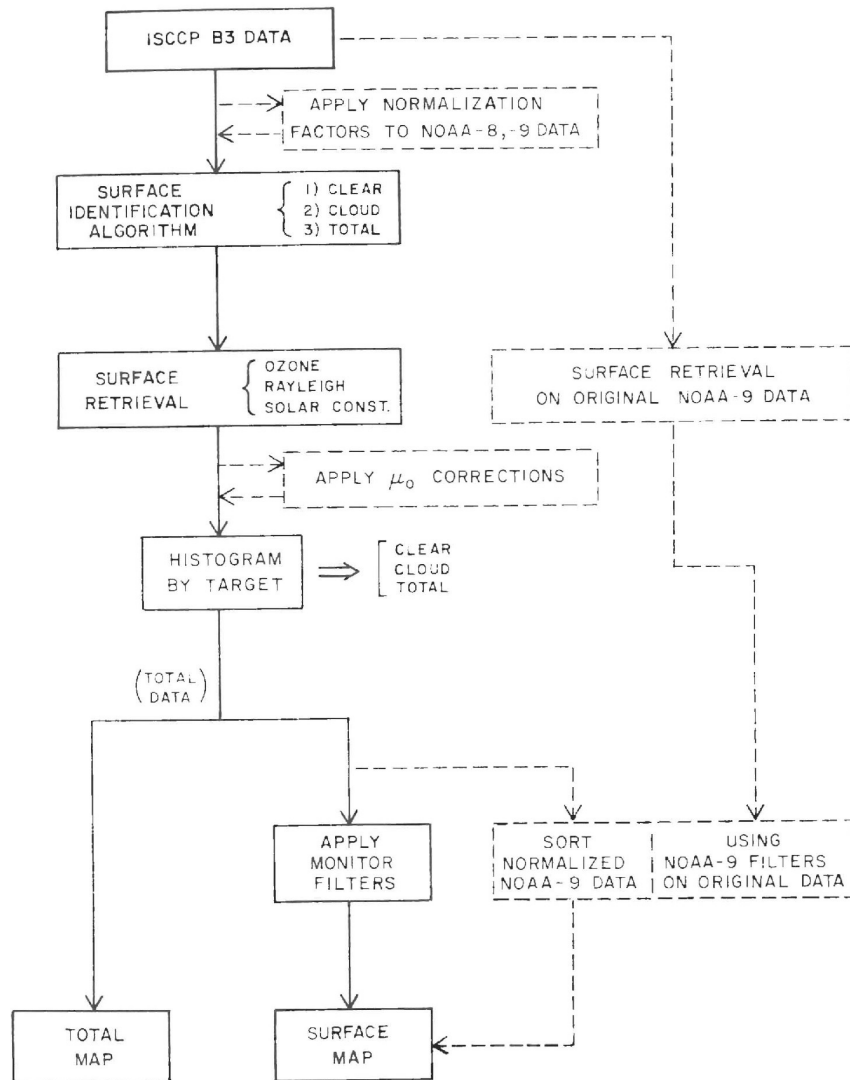 ISCCP B3 DATA
APPLY NORMALIZATION
FACTORS TO NOAA-8,-9 DATA
SURFACE
IDENTIFICATION
ALGORITHM
1) CLEAR
2) CLOUD
3) TOTAL
SURFACE
RETRIEVAL
OZONE
RAYLEIGH
SOLAR CONST.
SURFACE RETRIEVAL
ON ORIGINAL NOAA-9 DATA
APPLY μ₀ CORRECTIONS
HISTOGRAM
BY TARGET
CLEAR
CLOUD
TOTAL
(TOTAL
DATA)
APPLY
MONITOR
FILTERS
SORT
NORMALIZED
NOAA-9 DATA
USING
NOAA-9 FILTERS
ON ORIGINAL DATA
TOTAL
MAP
SURFACE
MAP